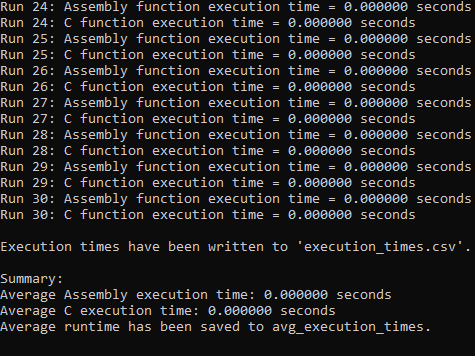 Run 24: Assembly function execution time = 0.000000 seconds
Run 24: C function execution time = 0.000000 seconds
Run 25: Assembly function execution time = 0.000000 seconds
Run 25: C function execution time = 0.000000 seconds
Run 26: Assembly function execution time = 0.000000 seconds
Run 26: C function execution time = 0.000000 seconds
Run 27: Assembly function execution time = 0.000000 seconds
Run 27: C function execution time = 0.000000 seconds
Run 28: Assembly function execution time = 0.000000 seconds
Run 28: C function execution time = 0.000000 seconds
Run 29: Assembly function execution time = 0.000000 seconds
Run 29: C function execution time = 0.000000 seconds
Run 30: Assembly function execution time = 0.000000 seconds
Run 30: C function execution time = 0.000000 seconds
Execution times have been written to 'execution_times.csv'.
Summary:
Average Assembly execution time: 0.000000 seconds
Average C execution time: 0.000000 seconds
Average runtime has been saved to avg_execution_times.